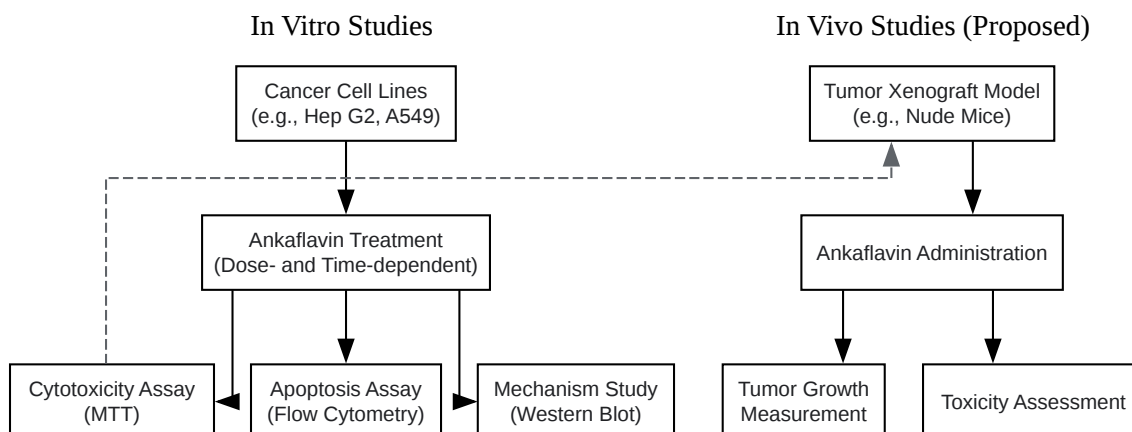 In Vitro Studies
In Vivo Studies (Proposed)
Cancer Cell Lines
(e.g., Hep G2, A549)
Tumor Xenograft Model
(e.g., Nude Mice)
Ankaflavin Treatment
(Dose- and Time-dependent)
Ankaflavin Administration
Cytotoxicity Assay
(MTT)
Apoptosis Assay
(Flow Cytometry)
Mechanism Study
(Western Blot)
Tumor Growth
Measurement
Toxicity Assessment